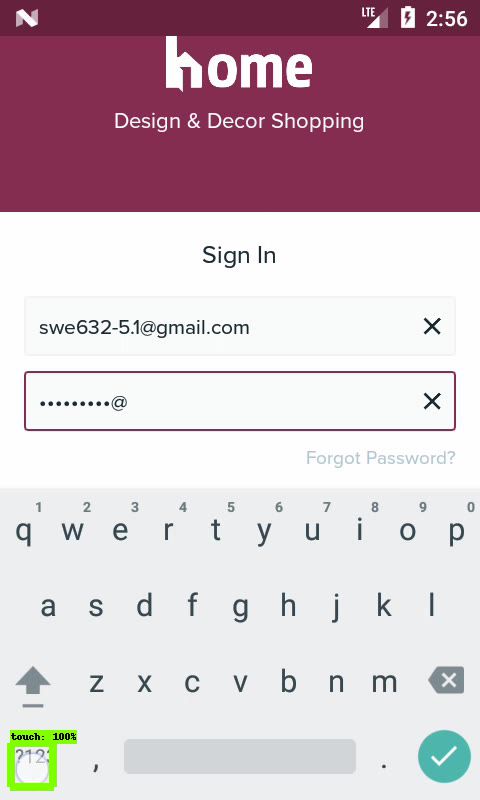 LTE 2:56
home
Design & Decor Shopping
Sign In
swe632-5.1@gmail.com
•••••••••@
Forgot Password?
1 2 3 4 5 6 7 8 9 0
q w e r t y u i o p
a s d f g h j k l
z x c v b n m
touch: 100%
?123 , .